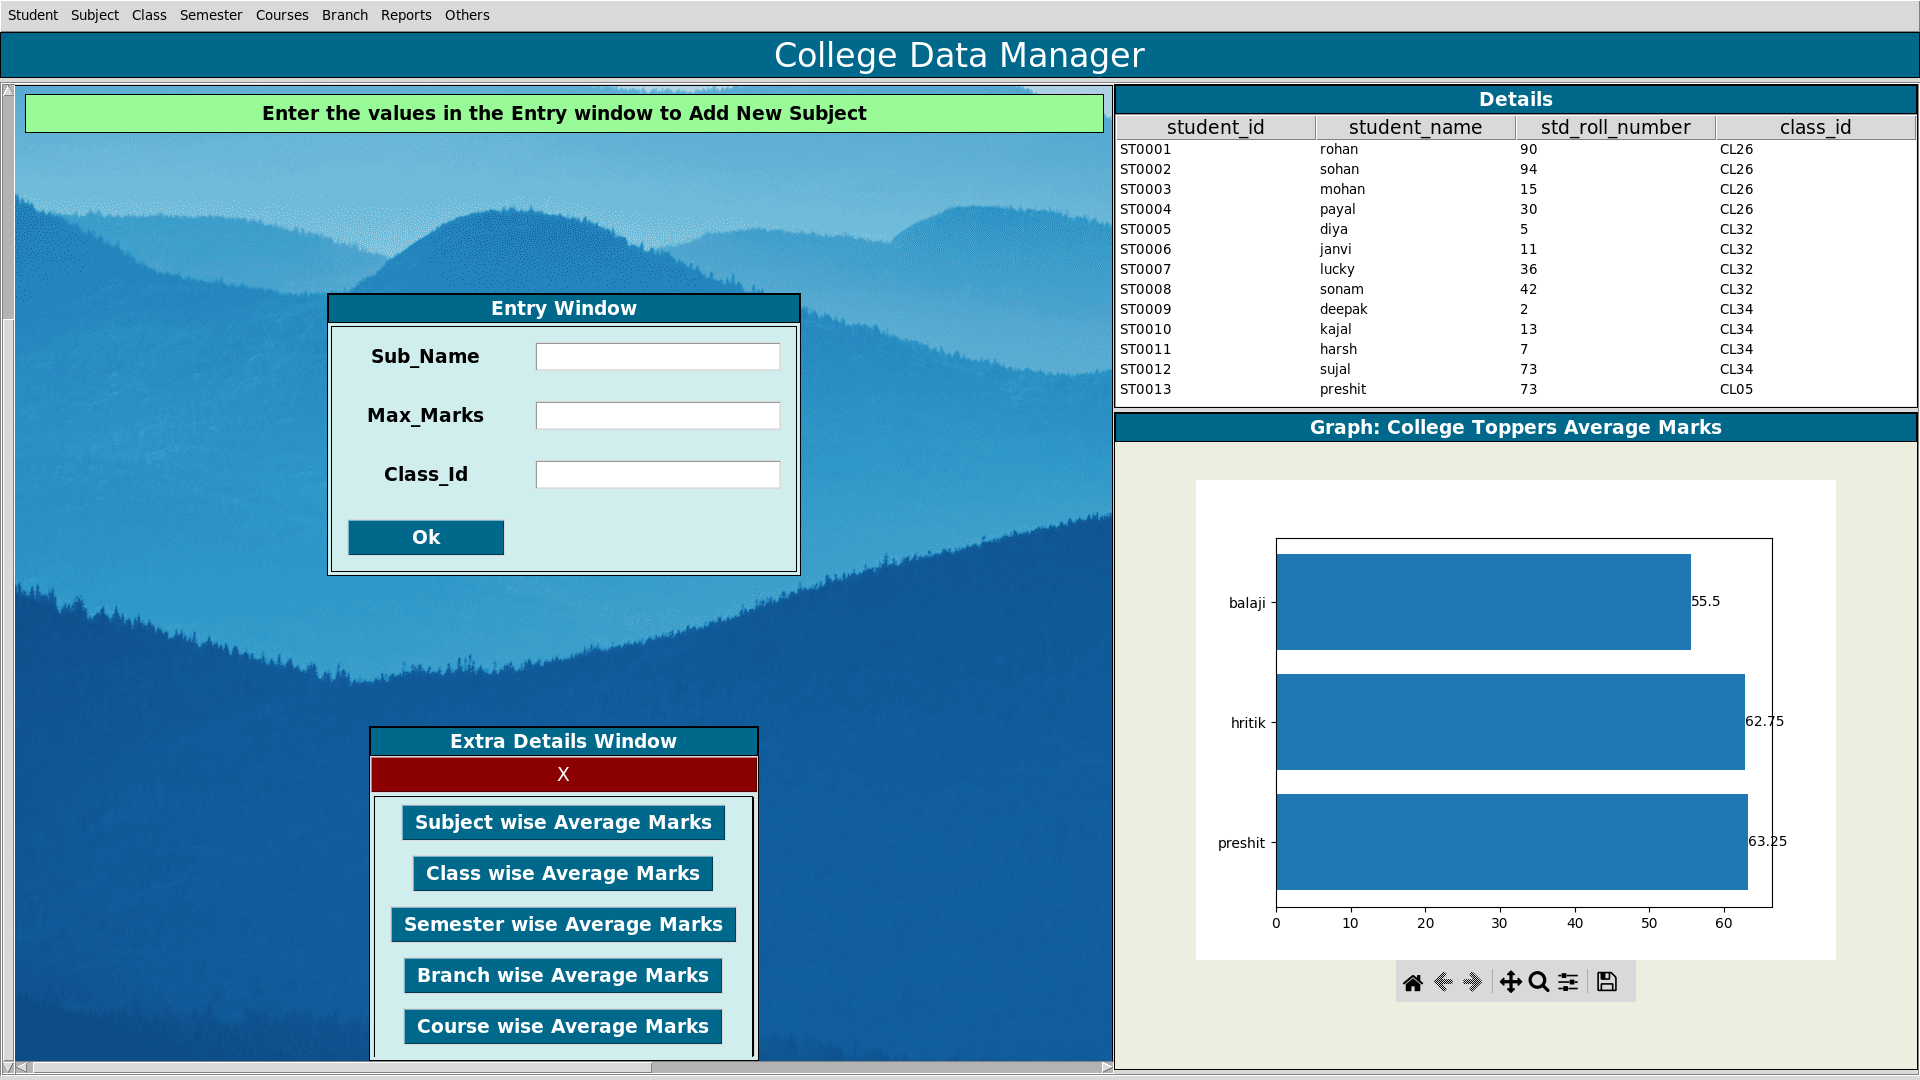 Student Subject Class Semester Courses Branch Reports Others
College Data Manager
Enter the values in the Entry window to Add New Subject
Entry Window
Sub_Name
Max_Marks
Class_Id
Ok
Extra Details Window
X
Subject wise Average Marks
Class wise Average Marks
Semester wise Average Marks
Branch wise Average Marks
Course wise Average Marks
Details
student_id student_name std_roll_number class_id
ST0001 rohan 90 CL26
ST0002 sohan 94 CL26
ST0003 mohan 15 CL26
ST0004 payal 30 CL26
ST0005 diya 5 CL32
ST0006 janvi 11 CL32
ST0007 lucky 36 CL32
ST0008 sonam 42 CL32
ST0009 deepak 2 CL34
ST0010 kajal 13 CL34
ST0011 harsh 7 CL34
ST0012 sujal 73 CL34
ST0013 preshit 73 CL05
Graph: College Toppers Average Marks
balaji 55.5
hritik 62.75
preshit 63.25
0 10 20 30 40 50 60